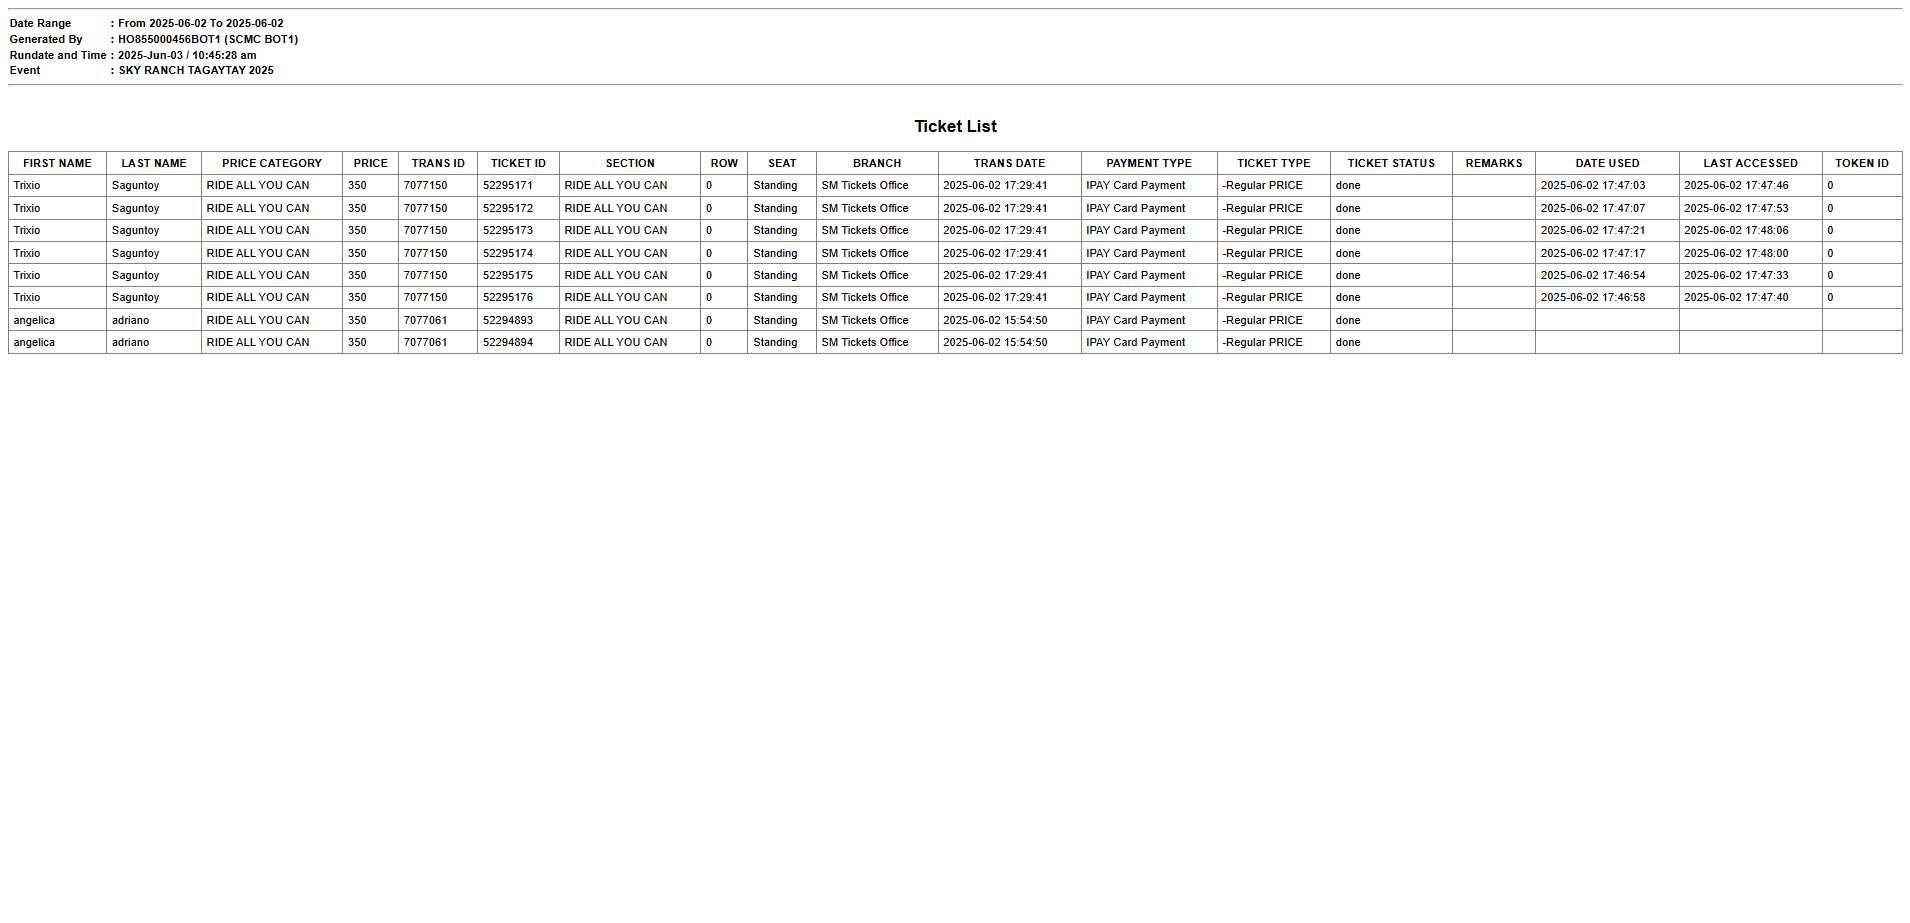 Date Range : From 2025-06-02 To 2025-06-02
Generated By : HO855000456BOT1 (SCMC BOT1)
Rundate and Time : 2025-Jun-03 / 10:45:28 am
Event : SKY RANCH TAGAYTAY 2025
Ticket List
FIRST NAME LAST NAME PRICE CATEGORY PRICE TRANS ID TICKET ID SECTION ROW SEAT BRANCH TRANS DATE PAYMENT TYPE TICKET TYPE TICKET STATUS REMARKS DATE USED LAST ACCESSED TOKEN ID
Trixio Saguntoy RIDE ALL YOU CAN 350 7077150 52295171 RIDE ALL YOU CAN 0 Standing SM Tickets Office 2025-06-02 17:29:41 IPAY Card Payment -Regular PRICE done 2025-06-02 17:47:03 2025-06-02 17:47:46 0
Trixio Saguntoy RIDE ALL YOU CAN 350 7077150 52295172 RIDE ALL YOU CAN 0 Standing SM Tickets Office 2025-06-02 17:29:41 IPAY Card Payment -Regular PRICE done 2025-06-02 17:47:07 2025-06-02 17:47:53 0
Trixio Saguntoy RIDE ALL YOU CAN 350 7077150 52295173 RIDE ALL YOU CAN 0 Standing SM Tickets Office 2025-06-02 17:29:41 IPAY Card Payment -Regular PRICE done 2025-06-02 17:47:21 2025-06-02 17:48:06 0
Trixio Saguntoy RIDE ALL YOU CAN 350 7077150 52295174 RIDE ALL YOU CAN 0 Standing SM Tickets Office 2025-06-02 17:29:41 IPAY Card Payment -Regular PRICE done 2025-06-02 17:47:17 2025-06-02 17:48:00 0
Trixio Saguntoy RIDE ALL YOU CAN 350 7077150 52295175 RIDE ALL YOU CAN 0 Standing SM Tickets Office 2025-06-02 17:29:41 IPAY Card Payment -Regular PRICE done 2025-06-02 17:46:54 2025-06-02 17:47:33 0
Trixio Saguntoy RIDE ALL YOU CAN 350 7077150 52295176 RIDE ALL YOU CAN 0 Standing SM Tickets Office 2025-06-02 17:29:41 IPAY Card Payment -Regular PRICE done 2025-06-02 17:46:58 2025-06-02 17:47:40 0
angelica adriano RIDE ALL YOU CAN 350 7077061 52294893 RIDE ALL YOU CAN 0 Standing SM Tickets Office 2025-06-02 15:54:50 IPAY Card Payment -Regular PRICE done
angelica adriano RIDE ALL YOU CAN 350 7077061 52294894 RIDE ALL YOU CAN 0 Standing SM Tickets Office 2025-06-02 15:54:50 IPAY Card Payment -Regular PRICE done